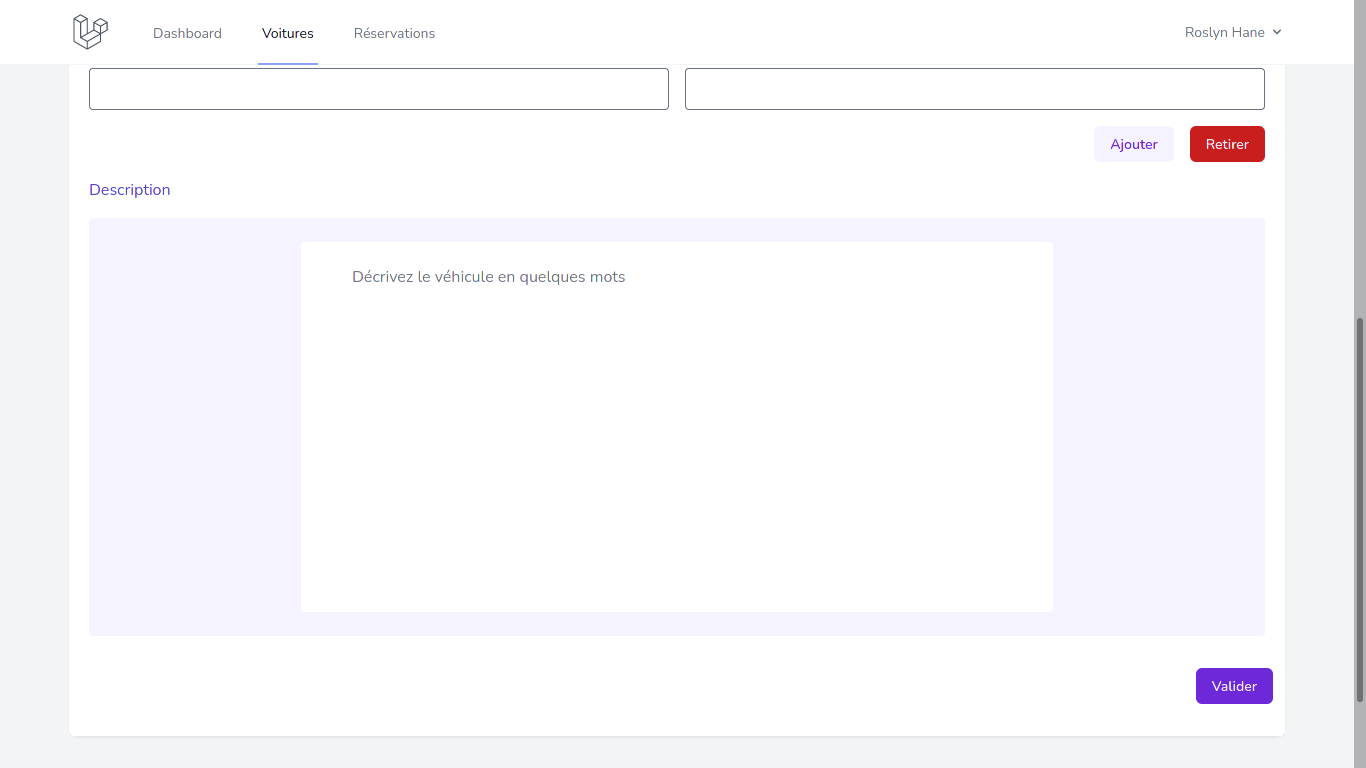 Dashboard Voitures Réservations Roslyn Hane
Ajouter Retirer
Description
Décrivez le véhicule en quelques mots
Valider